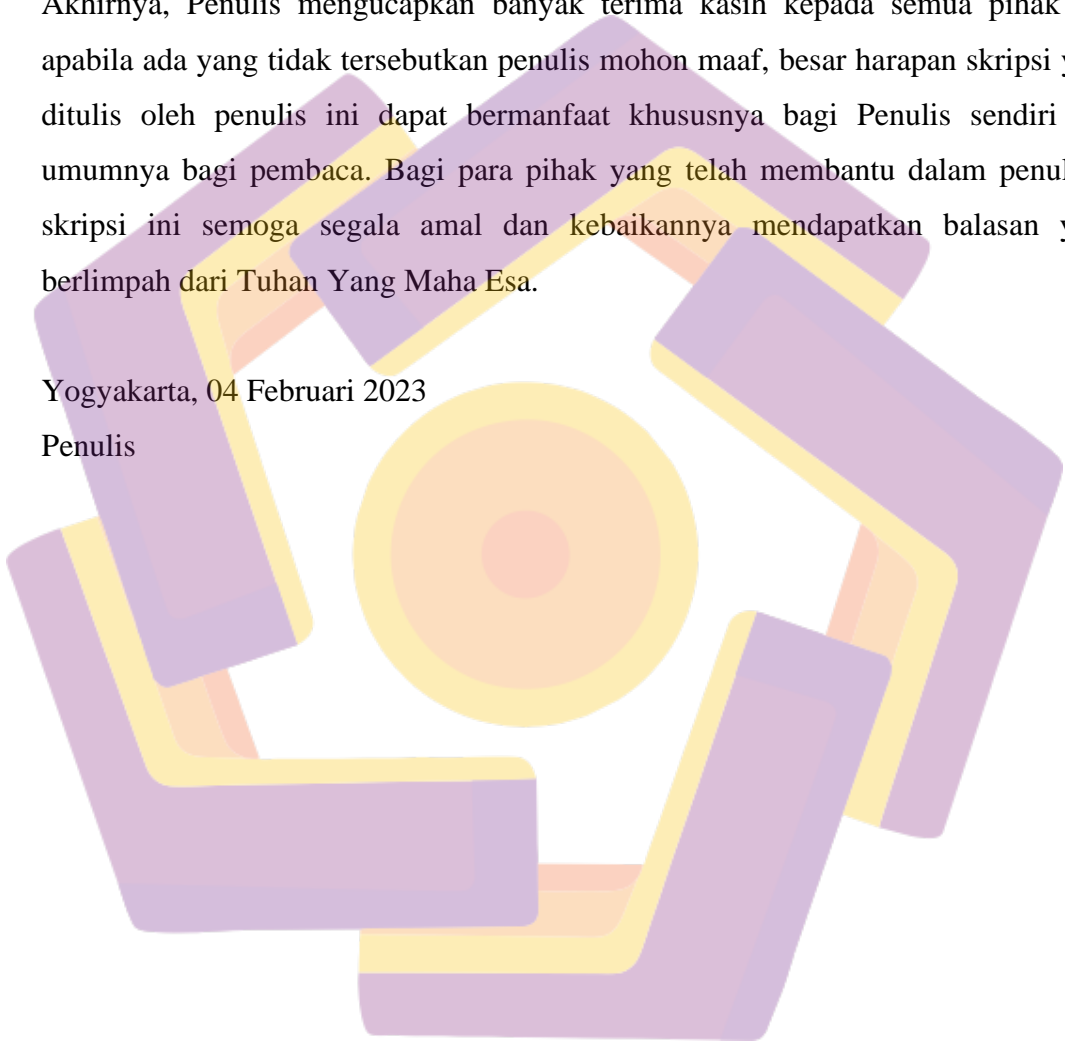 Akhirnya, Penulis mengucapkan banyak terima kasih kepada semua pihak
apabila ada yang tidak tersebutkan penulis mohon maaf, besar harapan skripsi y
ditulis oleh penulis ini dapat bermanfaat khususnya bagi Penulis sendiri
umumnya bagi pembaca. Bagi para pihak yang telah membantu dalam penul
skripsi ini semoga segala amal dan kebaikannya mendapatkan balasan y
berlimpah dari Tuhan Yang Maha Esa.
Yogyakarta, 04 Februari 2023
Penulis